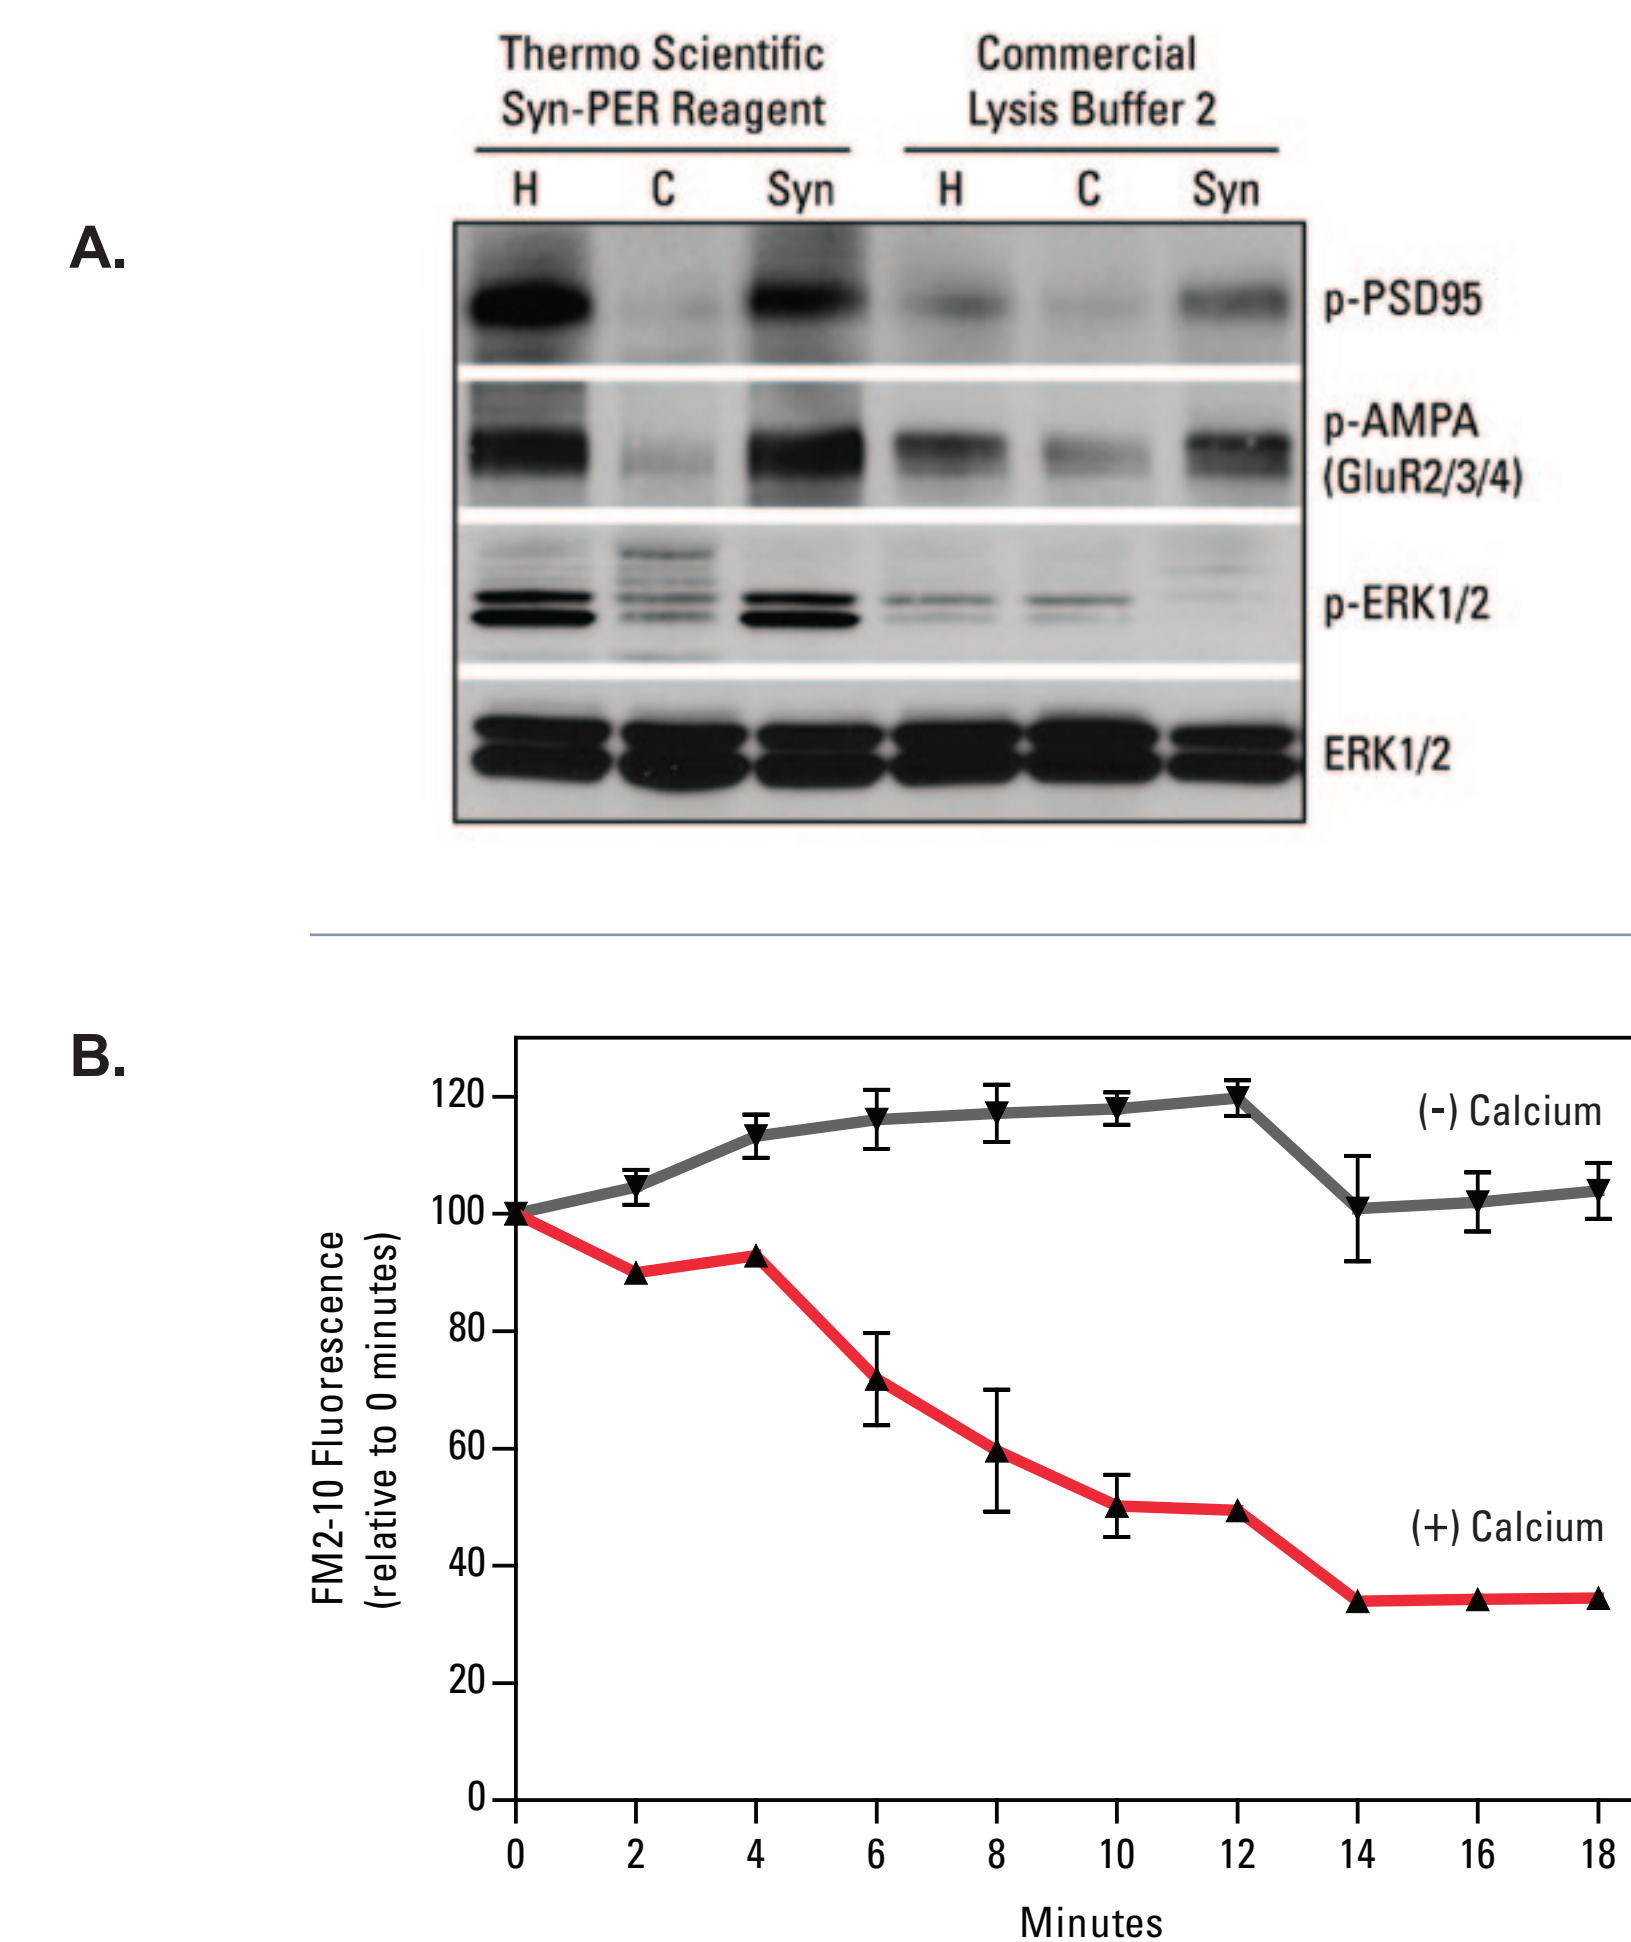 A.
Thermo Scientific
Syn-PER Reagent
Commercial
Lysis Buffer 2
H C Syn H C Syn
p-PSD95
p-AMPA
(GluR2/3/4)
p-ERK1/2
ERK1/2
B.
FM2-10 Fluorescence
(relative to 0 minutes)
120
100
80
60
40
20
0
(-) Calcium
(+) Calcium
0 2 4 6 8 10 12 14 16 18
Minutes